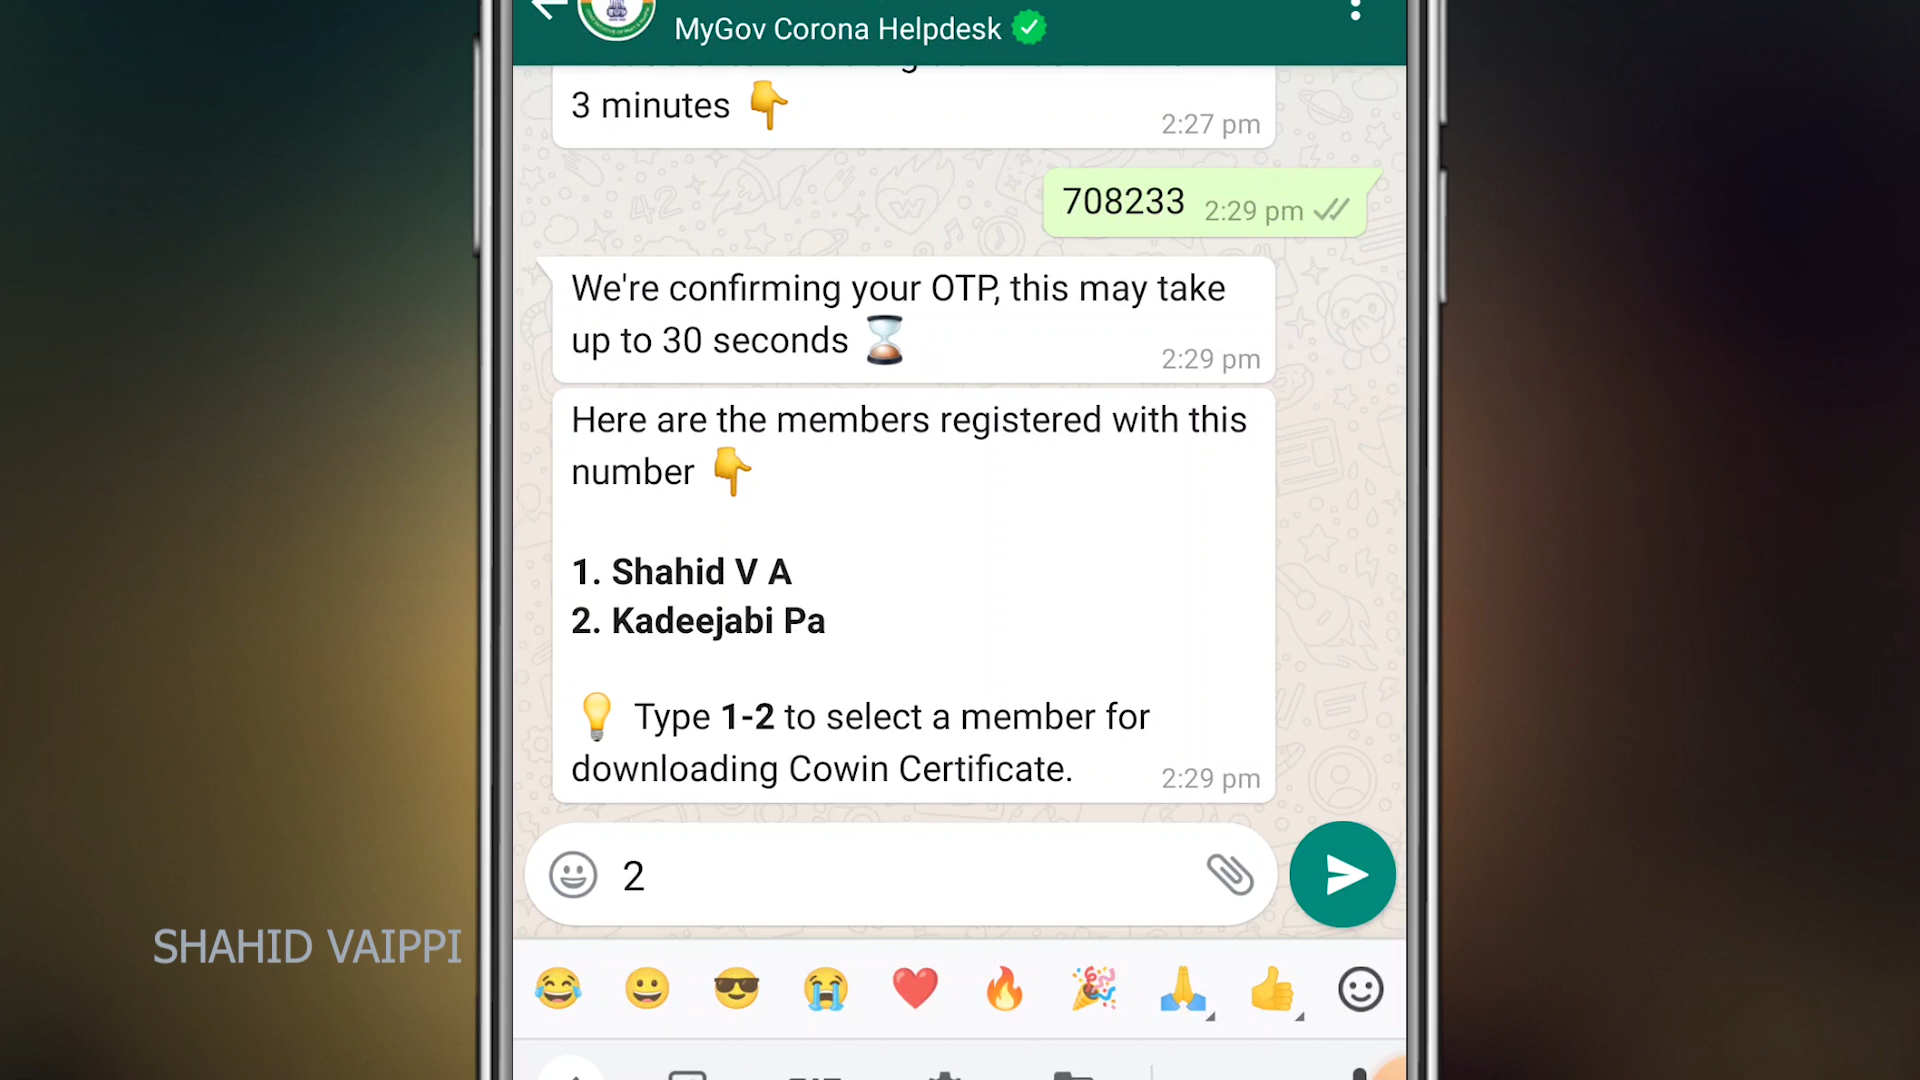 MyGov Corona Helpdesk
3 minutes 👇
2:27 pm
708233 2:29 pm
We're confirming your OTP, this may take
up to 30 seconds ⌛
2:29 pm
Here are the members registered with this
number 👇
1. Shahid V A
2. Kadeejabi Pa
💡 Type 1-2 to select a member for
downloading Cowin Certificate.
2:29 pm
2
SHAHID VAIPPI